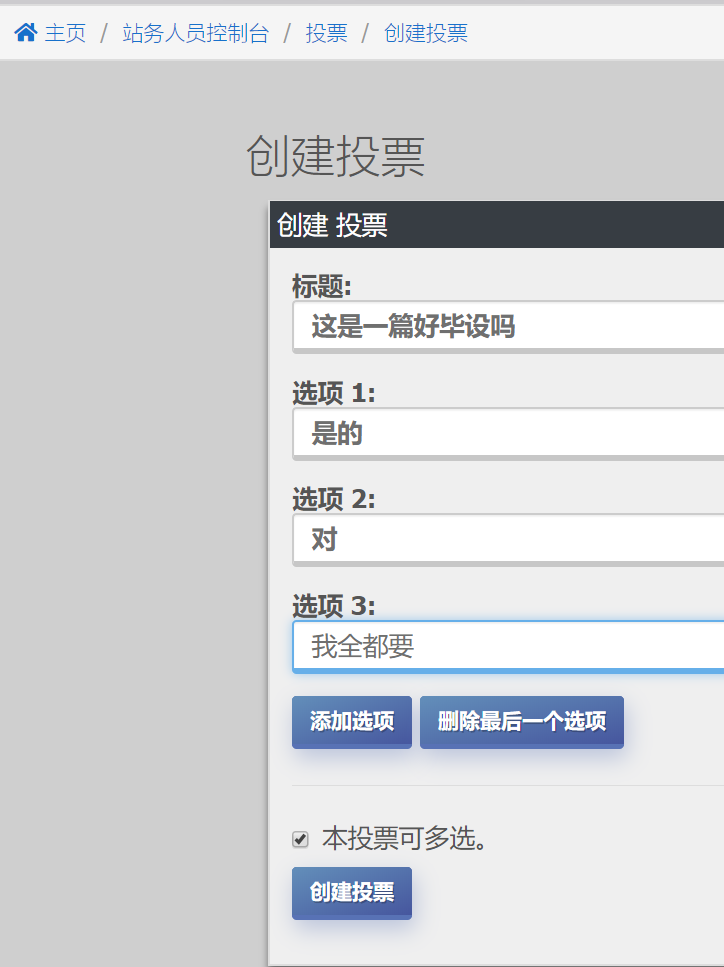 主页 / 站务人员控制台 / 投票 / 创建投票
创建投票
创建 投票
标题:
这是一篇好毕设吗
选项 1:
是的
选项 2:
对
选项 3:
我全都要
添加选项 删除最后一个选项
本投票可多选。
创建投票